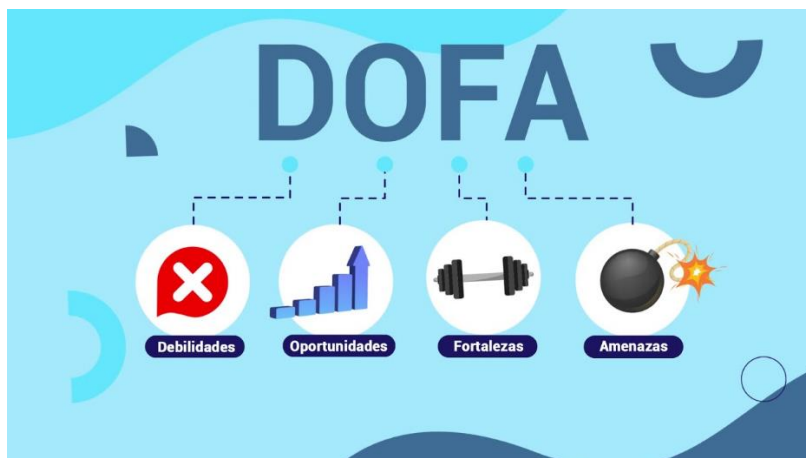 DOFA
Debilidades
Oportunidades
Fortalezas
Amenazas